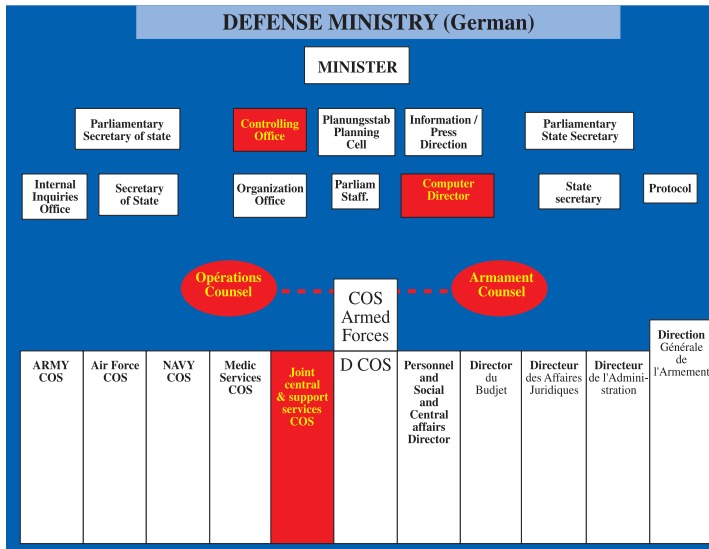 DEFENSE MINISTRY (German)
MINISTER
Parliamentary
Secretary of state
Controlling
Office
Planungsstab
Planning
Cell
Information /
Press
Direction
Parliamentary
State Secretary
Internal
Inquiries
Office
Secretary
of State
Organization
Office
Parliam
Staff.
Computer
Director
State
secretary
Protocol
Opérations
Counsel
Armament
Counsel
COS
Armed
Forces
ARMY
COS
Air Force
COS
NAVY
COS
Medic
Services
COS
Joint
central
& support
services
COS
D COS
Personnel
and
Social
and
Central
affairs
Director
Director
du
Budjet
Directeur
des Affaires
Juridiques
Directeur
de l'Admini-
stration
Direction
Générale
de
l'Armement